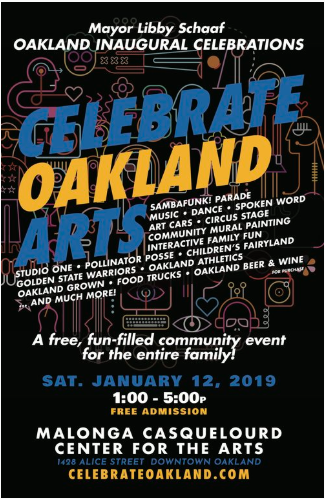 Mayor Libby Schaaf
OAKLAND INAUGURAL CELEBRATIONS
CELEBRATE
OAKLAND
ARTS
SAMBAFUNK! PARADE
MUSIC • DANCE • SPOKEN WORD
ART CARS • CIRCUS STAGE
COMMUNITY MURAL PAINTING
INTERACTIVE FAMILY FUN
STUDIO ONE • POLLINATOR POSSE • CHILDREN'S FAIRYLAND
GOLDEN STATE WARRIORS • OAKLAND ATHLETICS
OAKLAND GROWN • FOOD TRUCKS • OAKLAND BEER & WINE
FOR PURCHASE
... AND MUCH MORE!
A free, fun-filled community event
for the entire family!
SAT. JANUARY 12, 2019
1:00 - 5:00P
FREE ADMISSION
MALONGA CASQUELOURD
CENTER FOR THE ARTS
1428 ALICE STREET DOWNTOWN OAKLAND
CELEBRATEOAKLAND.COM